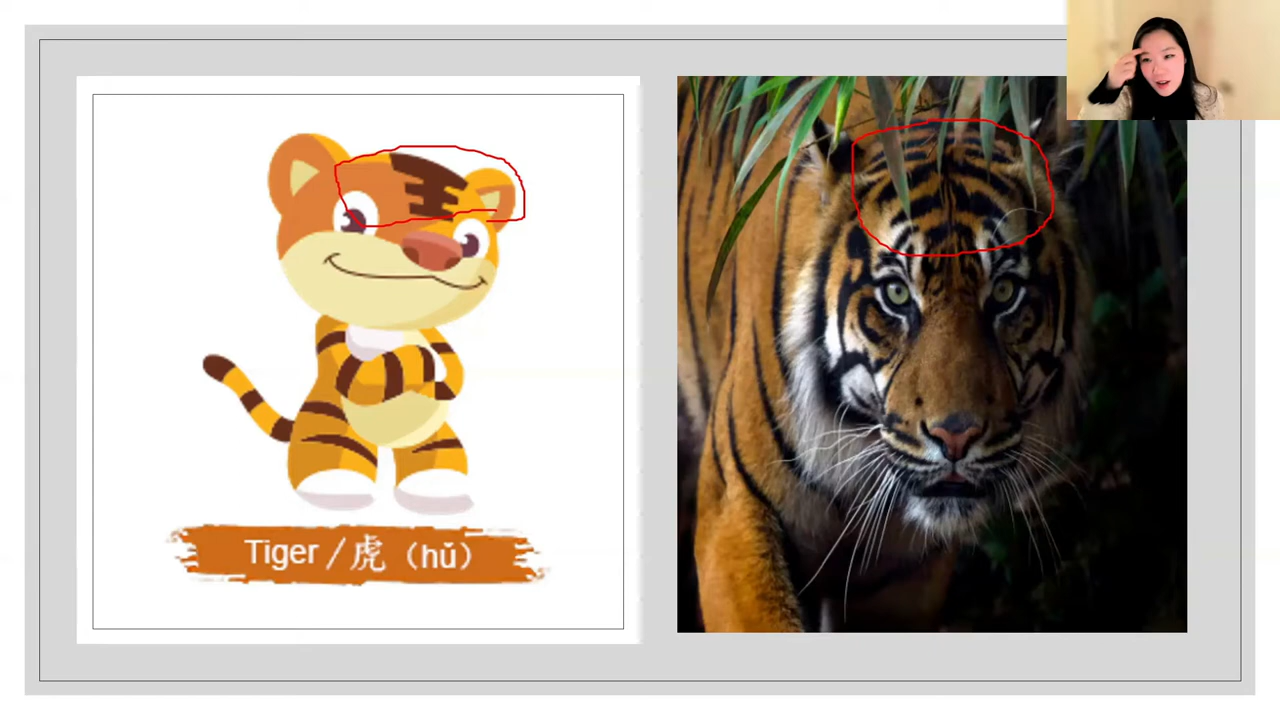 Tiger / 虎（hǔ）